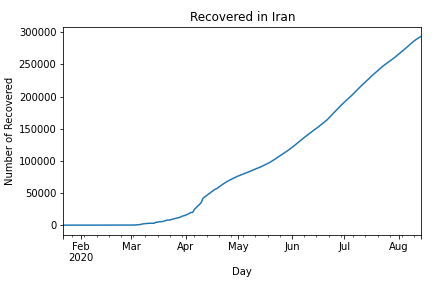 Recovered in Iran
300000
250000
200000
150000
100000
50000
0
Number of Recovered
Feb Mar Apr May Jun Jul Aug
2020
Day